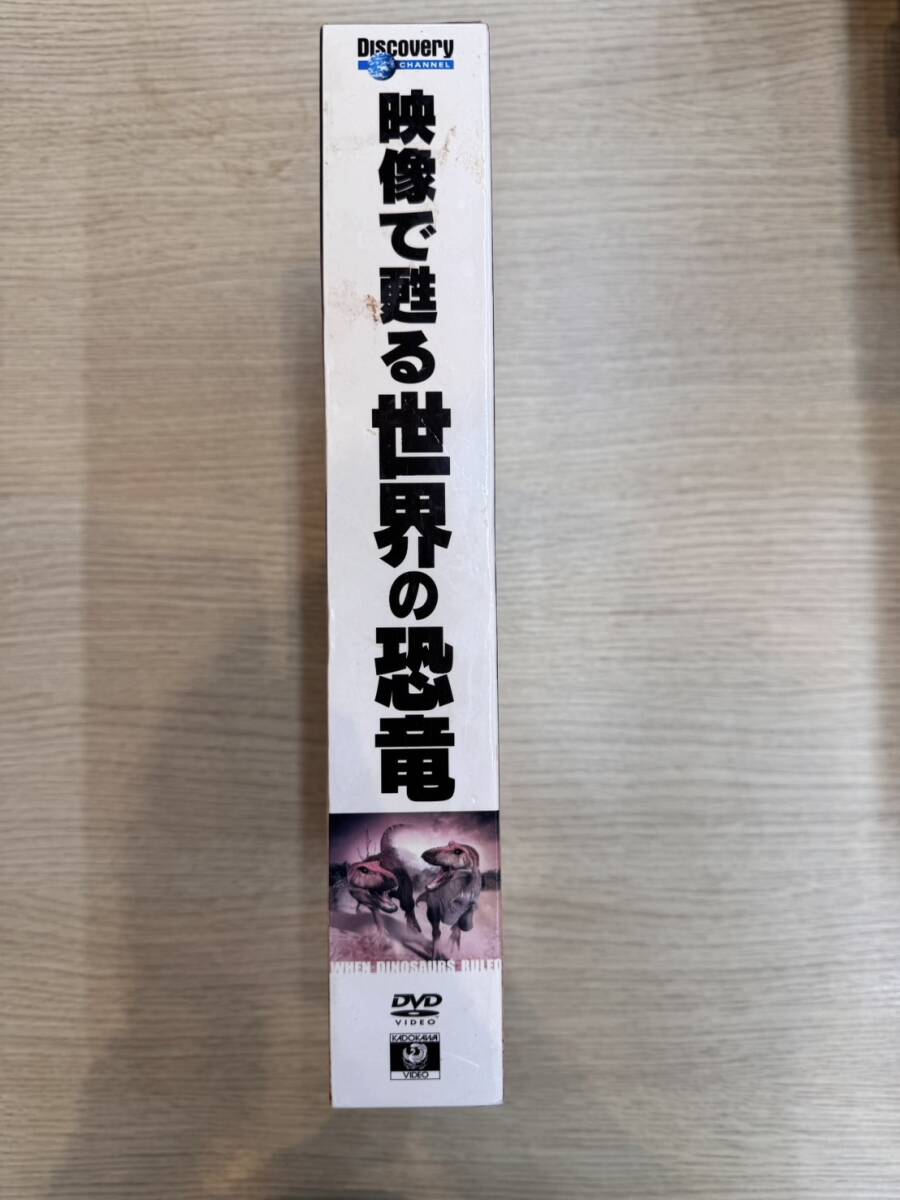 Discovery
CHANNEL
映像で甦る世界の恐竜
WHEN DINOSAURS RULED
DVD
VIDEO
KADOKAWA
VIDEO